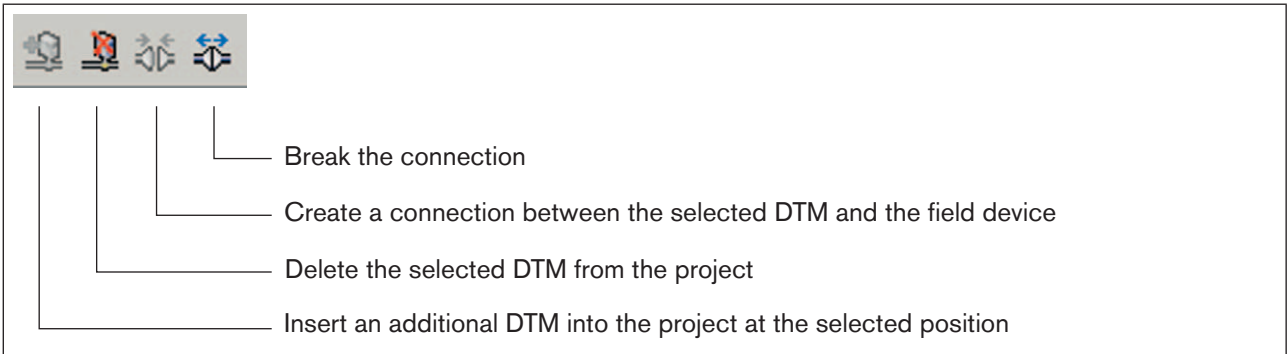 Break the connection
Create a connection between the selected DTM and the field device
Delete the selected DTM from the project
Insert an additional DTM into the project at the selected position